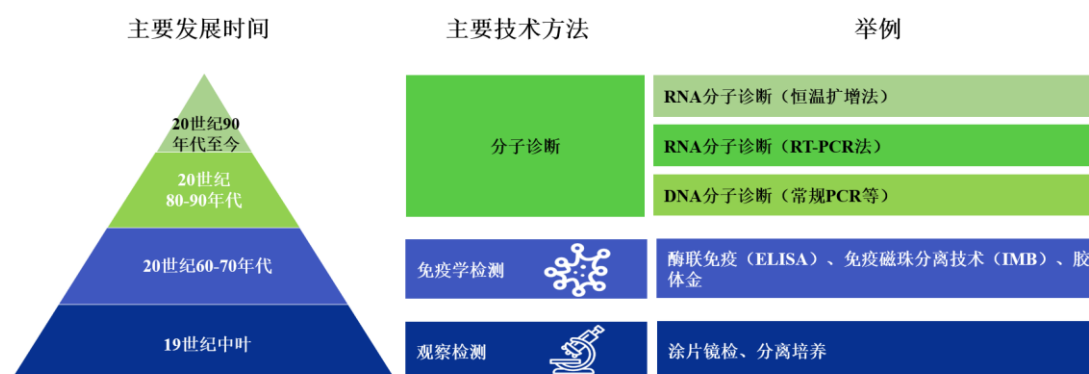 主要发展时间
主要技术方法
举例
20世纪90
年代至今
20世纪
80-90年代
20世纪60-70年代
19世纪中叶
分子诊断
免疫学检测
观察检测
RNA分子诊断（恒温扩增法）
RNA分子诊断（RT-PCR法）
DNA分子诊断（常规PCR等）
酶联免疫（ELISA）、免疫磁珠分离技术（IMB）、胶
体金
涂片镜检、分离培养